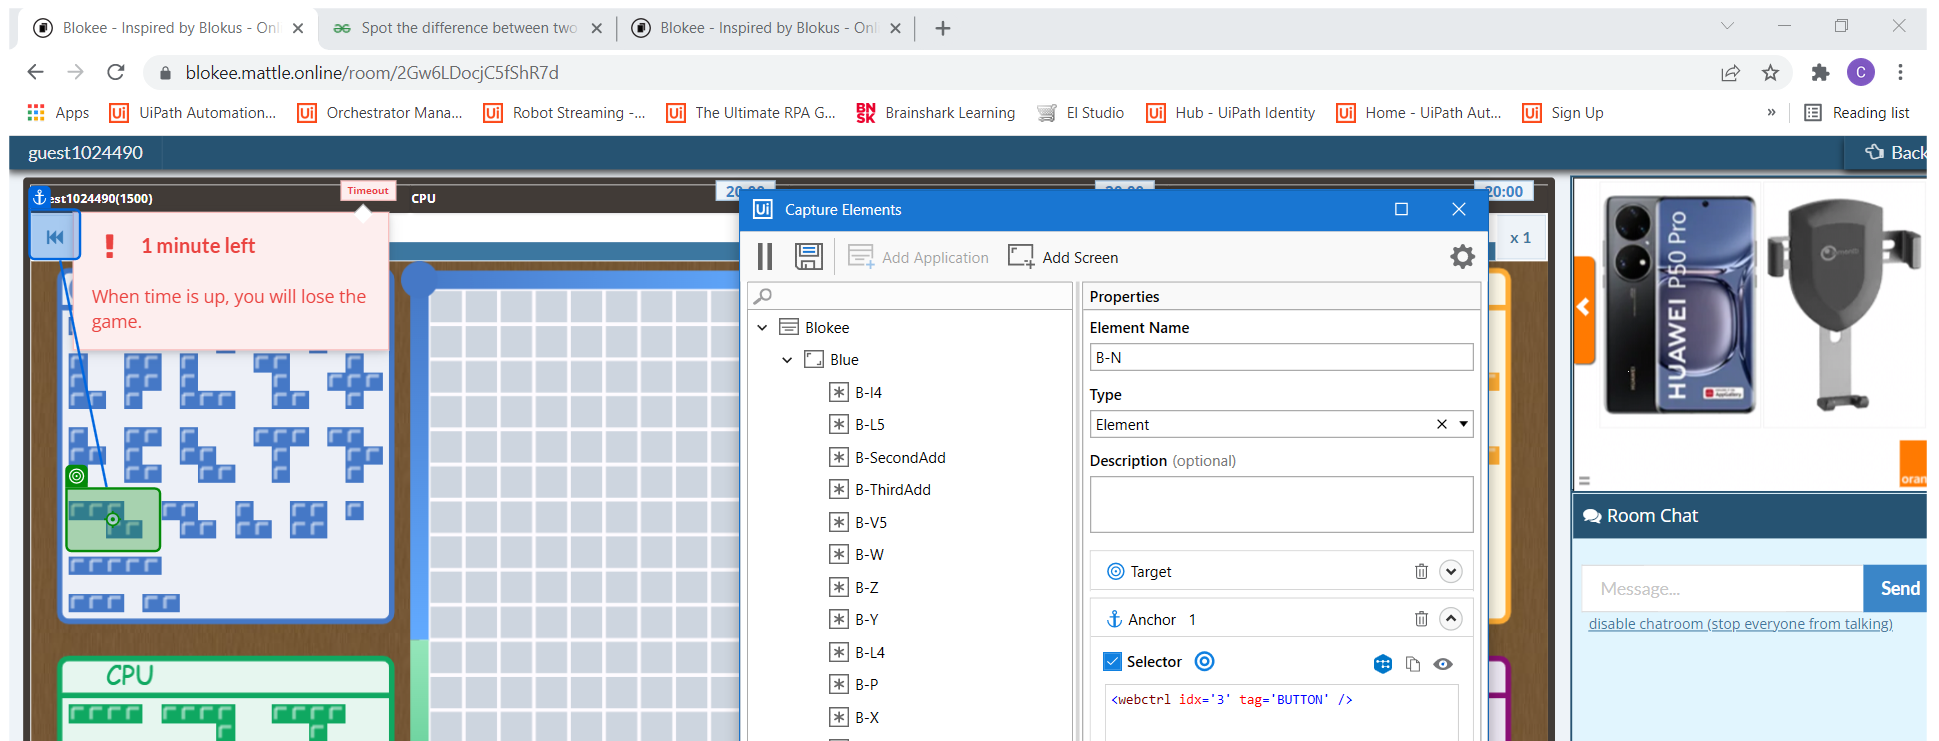 Blokee - Inspired by Blokus - Onl
Spot the difference between two
Blokee - Inspired by Blokus - Onl
blokee.mattle.online/room/2Gw6LDocjC5fShR7d
C
Apps
UiPath Automation...
Orchestrator Mana...
Robot Streaming -...
The Ultimate RPA G...
BN SK Brainshark Learning
EI Studio
Hub - UiPath Identity
Home - UiPath Aut...
Sign Up
»
Reading list
guest1024490
Back
est1024490(1500)
Timeout
CPU
20:00
20:00
20:00
1 minute left
When time is up, you will lose the
game.
x 1
Capture Elements
Add Application
Add Screen
Blokee
Blue
B-I4
B-L5
B-SecondAdd
B-ThirdAdd
B-V5
B-W
B-Z
B-Y
B-L4
B-P
B-X
Properties
Element Name
B-N
Type
Element
Description (optional)
Target
Anchor 1
Selector
<webctrl idx='3' tag='BUTTON' />
CPU
HUAWEI P50 Pro
oran
Room Chat
Message...
Send
disable chatroom (stop everyone from talking)